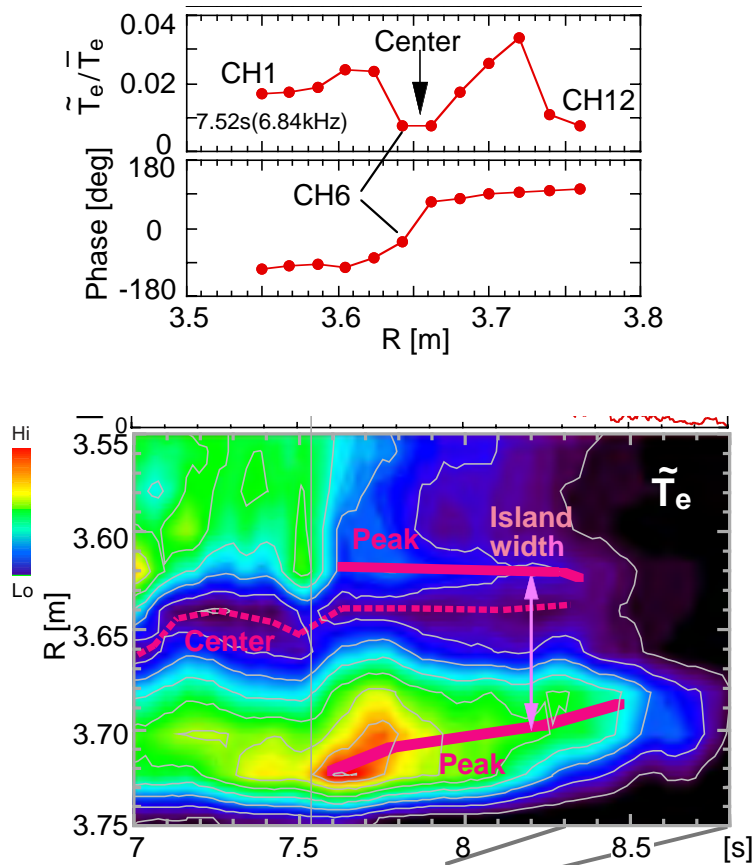 0.04
0.02
0
T̃e/T̄e
CH1
Center
CH12
7.52s(6.84kHz)
180
0
-180
Phase [deg]
CH6
3.5
3.6
3.7
3.8
R [m]
0
Hi
Lo
3.55
3.60
3.65
3.70
3.75
R [m]
T̃e
Peak
Island
width
Center
Peak
7
7.5
8
8.5
[s]